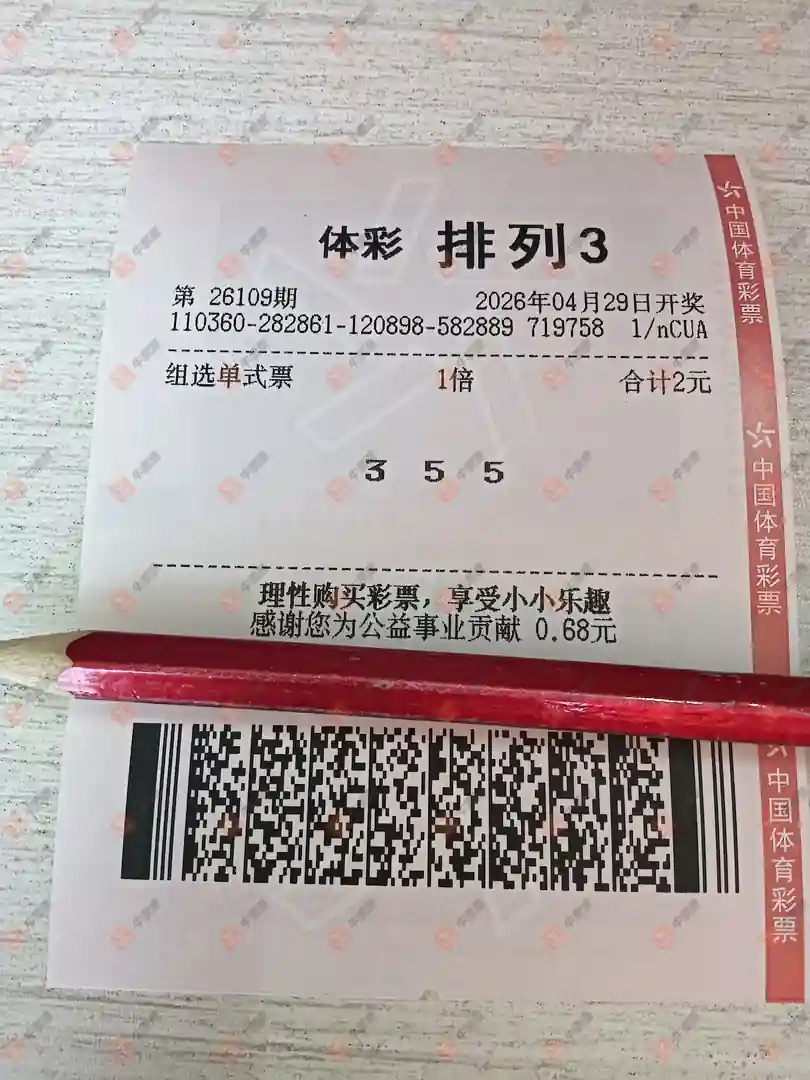 体彩 排列3
第 26109期 2026年04月29日开奖
110360-282861-120898-582889 719758 1/nCUA
组选单式票 1倍 合计2元
3 5 5
理性购买彩票，享受小小乐趣
感谢您为公益事业贡献 0.68元
中国体育彩票
中国体育彩票
中国体育彩票